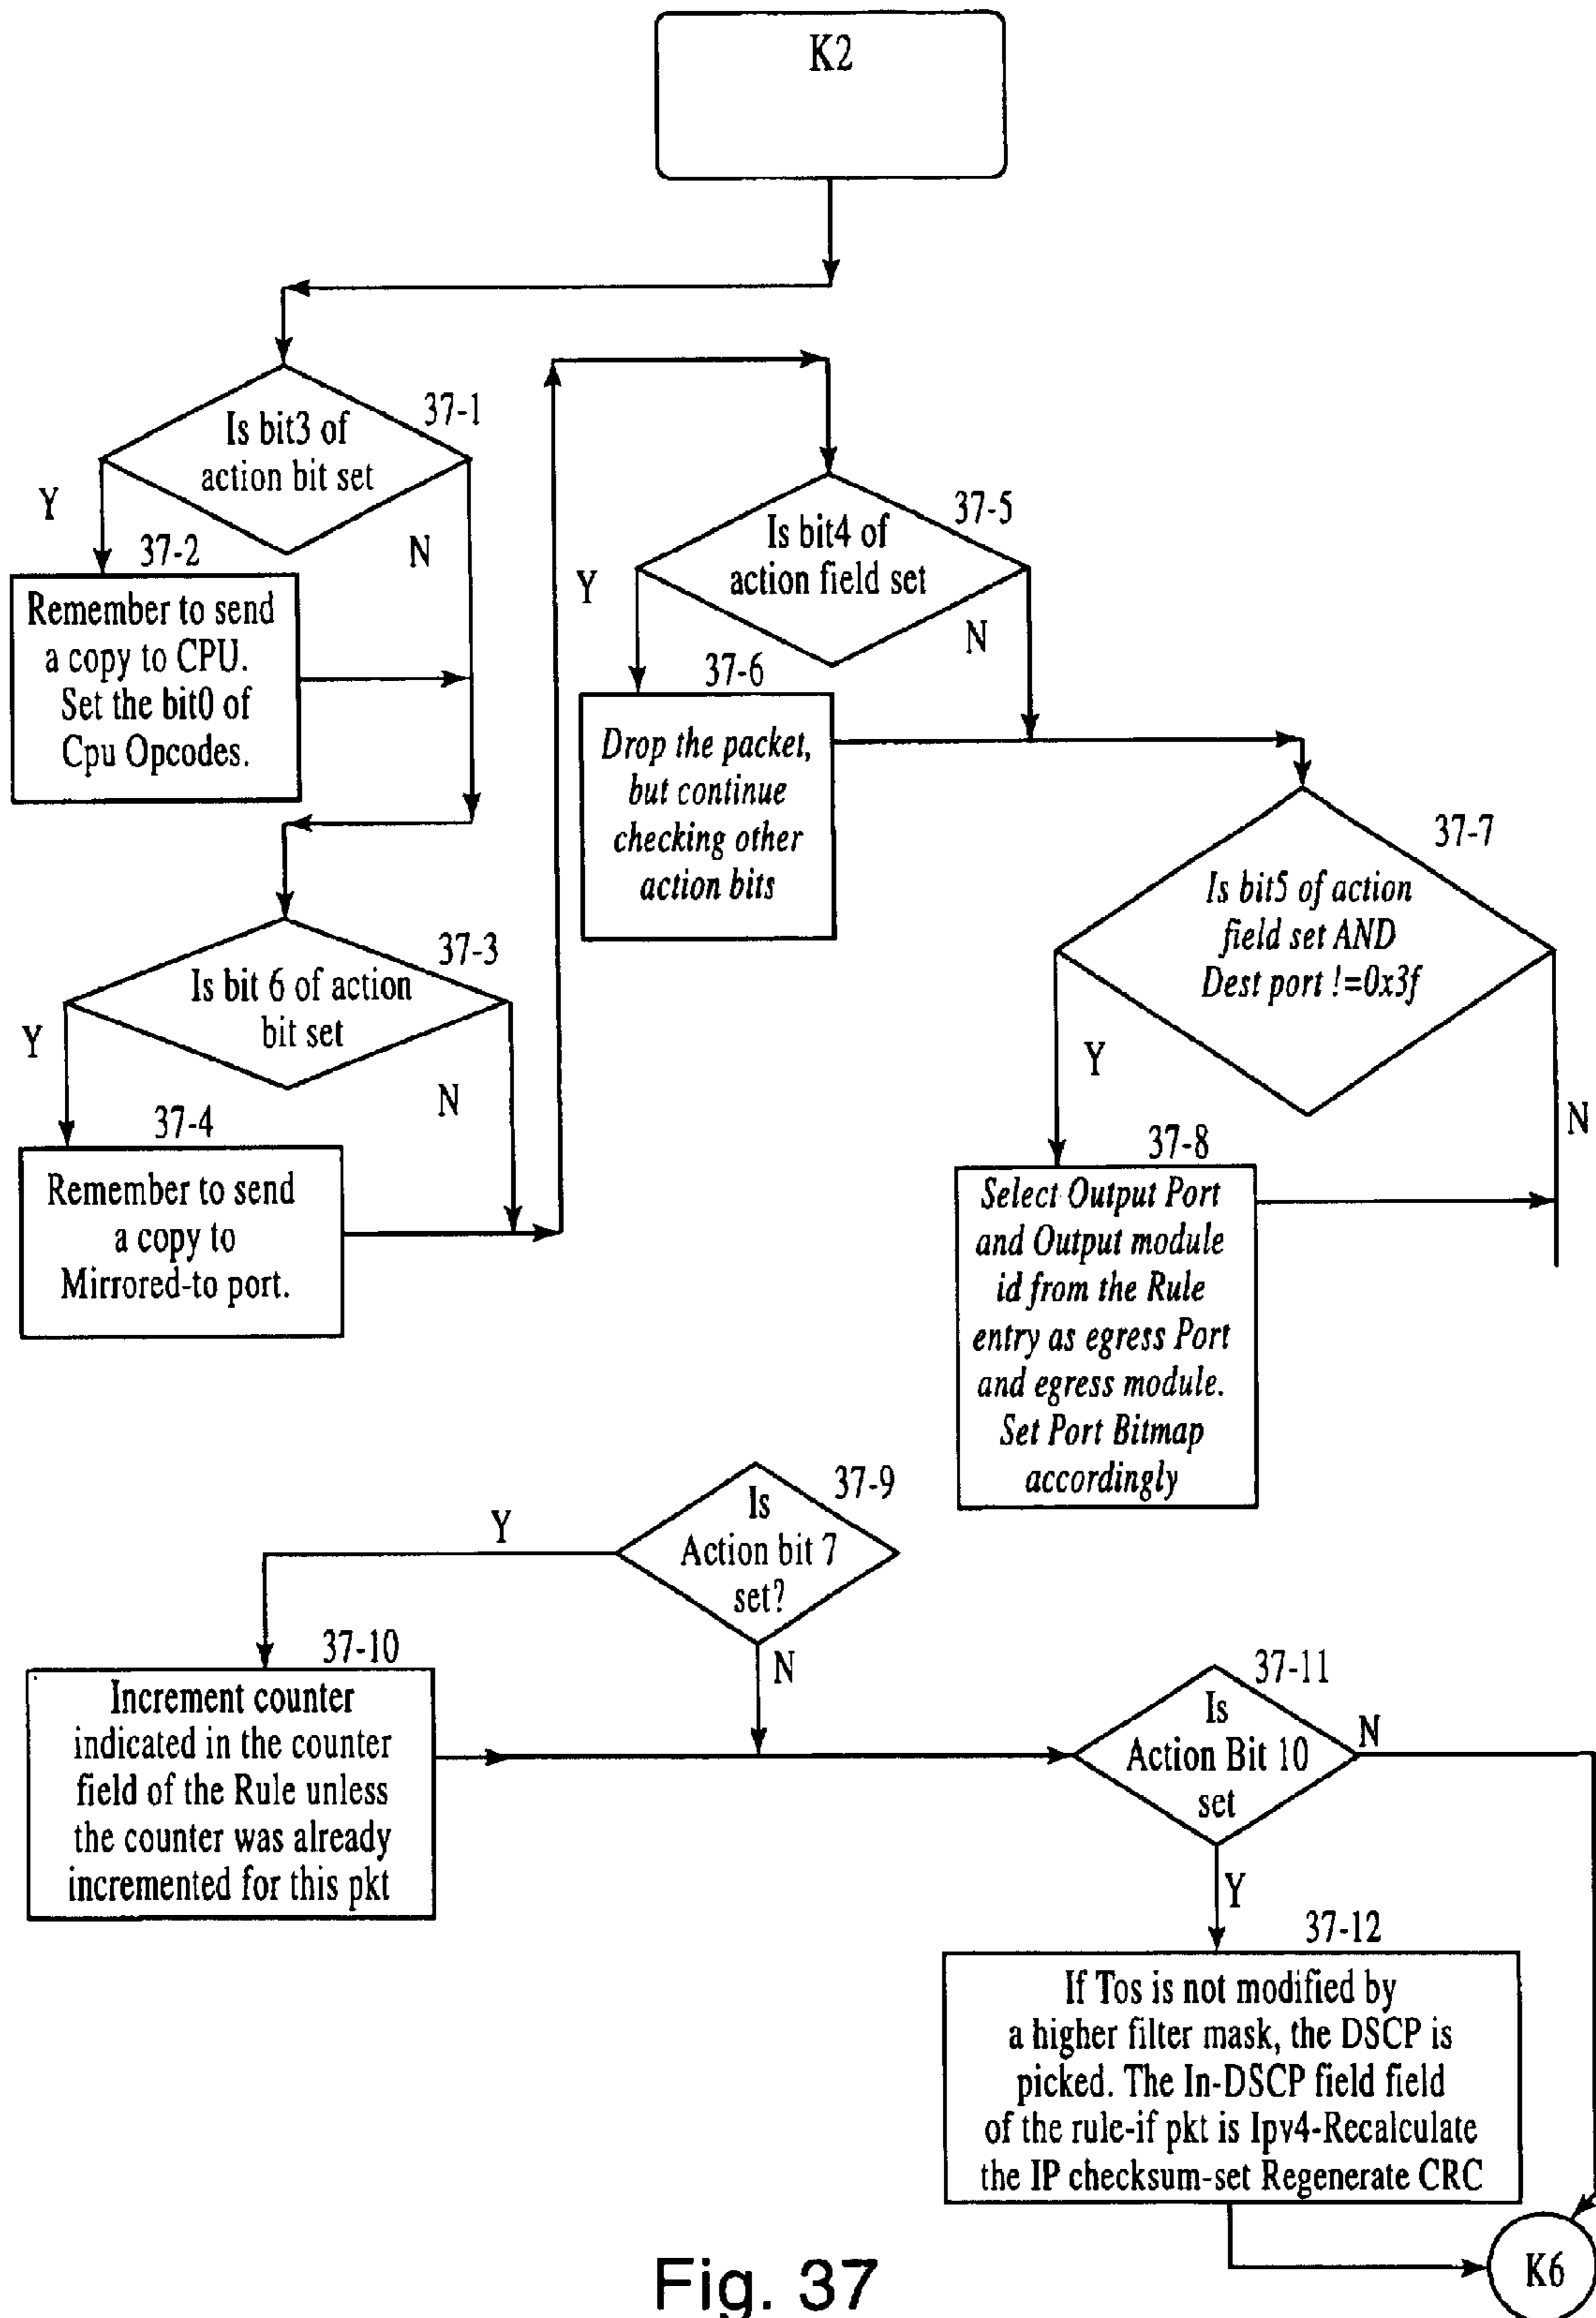 K2
37-1
Is bit3 of
action bit set
Y
N
37-2
Remember to send
a copy to CPU.
Set the bit0 of
Cpu Opcodes.
37-3
Is bit 6 of action
bit set
Y
N
37-4
Remember to send
a copy to
Mirrored-to port.
37-5
Is bit4 of
action field set
Y
N
37-6
Drop the packet,
but continue
checking other
action bits
37-7
Is bit5 of action
field set AND
Dest port !=0x3f
Y
N
37-8
Select Output Port
and Output module
id from the Rule
entry as egress Port
and egress module.
Set Port Bitmap
accordingly
37-9
Is
Action bit 7
set?
Y
N
37-10
Increment counter
indicated in the counter
field of the Rule unless
the counter was already
incremented for this pkt
37-11
Is
Action Bit 10
set
N
Y
37-12
If Tos is not modified by
a higher filter mask, the DSCP is
picked. The In-DSCP field field
of the rule-if pkt is Ipv4-Recalculate
the IP checksum-set Regenerate CRC
K6
Fig. 37